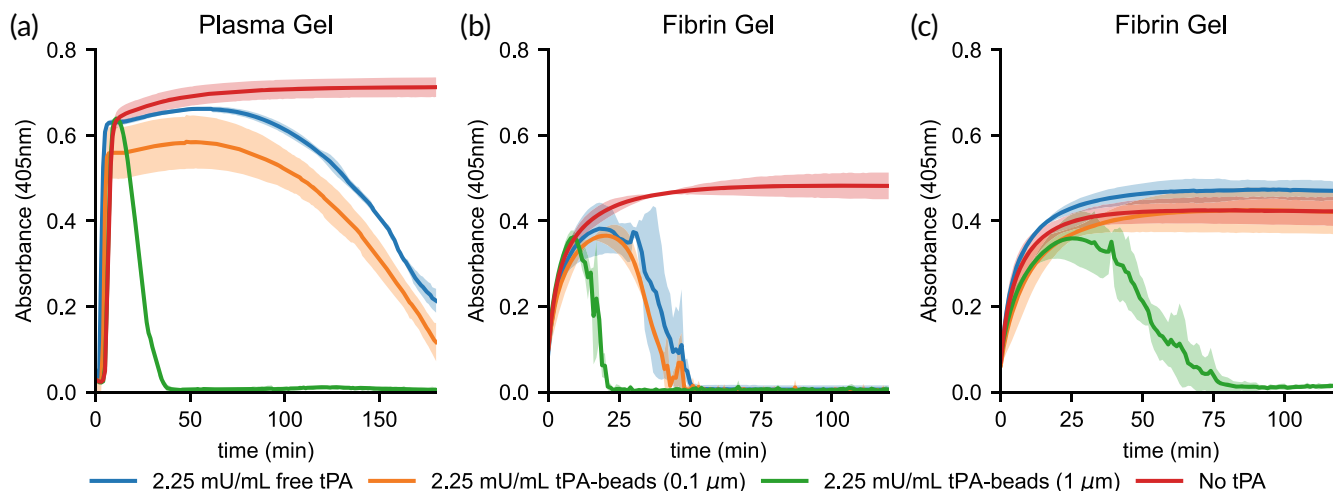 (a) Plasma Gel
0.8
0.6
0.4
0.2
0.0
Absorbance (405nm)
0 50 100 150
time (min)
(b) Fibrin Gel
0.8
0.6
0.4
0.2
0.0
Absorbance (405nm)
0 25 50 75 100
time (min)
(c) Fibrin Gel
0.8
0.6
0.4
0.2
0.0
Absorbance (405nm)
0 25 50 75 100
time (min)
2.25 mU/mL free tPA 2.25 mU/mL tPA-beads (0.1 μm) 2.25 mU/mL tPA-beads (1 μm) No tPA